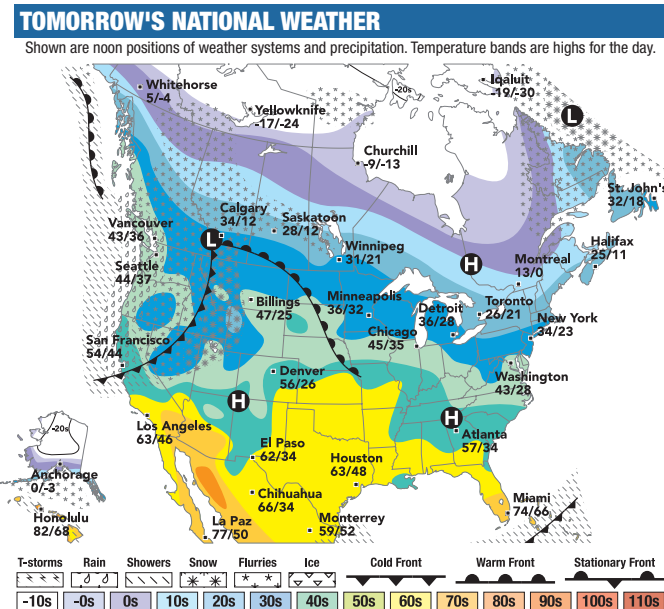 TOMORROW'S NATIONAL WEATHER
Shown are noon positions of weather systems and precipitation. Temperature bands are highs for the day.
Whitehorse
5/-4
-20s
Iqaluit
-19/-30
Yellowknife
-17/-24
L
Churchill
-9/-13
St. John's
32/18
Calgary
34/12
Saskatoon
28/12
Vancouver
43/36
L
Winnipeg
31/21
Halifax
25/11
Seattle
44/37
H
Montreal
13/0
Billings
47/25
Minneapolis
36/32
Detroit
36/28
Toronto
26/21
San Francisco
54/44
Chicago
45/35
New York
34/23
Denver
56/26
Washington
43/28
H
H
Los Angeles
63/46
El Paso
62/34
Houston
63/48
Atlanta
57/34
-20s
Anchorage
0/-3
Chihuahua
66/34
Miami
74/66
Honolulu
82/68
La Paz
77/50
Monterrey
59/52
T-storms Rain Showers Snow Flurries Ice Cold Front Warm Front Stationary Front
-10s -0s 0s 10s 20s 30s 40s 50s 60s 70s 80s 90s 100s 110s